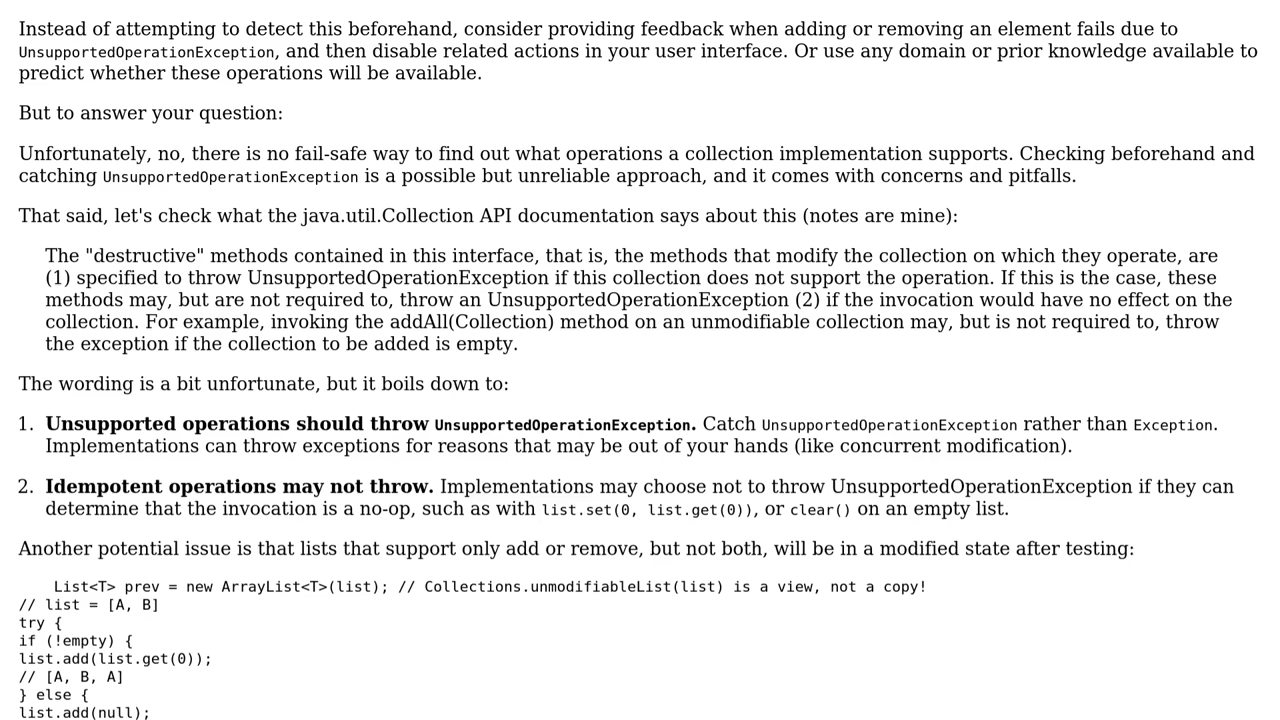 Instead of attempting to detect this beforehand, consider providing feedback when adding or removing an element fails due to
UnsupportedOperationException, and then disable related actions in your user interface. Or use any domain or prior knowledge available to
predict whether these operations will be available.
But to answer your question:
Unfortunately, no, there is no fail-safe way to find out what operations a collection implementation supports. Checking beforehand and
catching UnsupportedOperationException is a possible but unreliable approach, and it comes with concerns and pitfalls.
That said, let's check what the java.util.Collection API documentation says about this (notes are mine):
The "destructive" methods contained in this interface, that is, the methods that modify the collection on which they operate, are
(1) specified to throw UnsupportedOperationException if this collection does not support the operation. If this is the case, these
methods may, but are not required to, throw an UnsupportedOperationException (2) if the invocation would have no effect on the
collection. For example, invoking the addAll(Collection) method on an unmodifiable collection may, but is not required to, throw
the exception if the collection to be added is empty.
The wording is a bit unfortunate, but it boils down to:
1. Unsupported operations should throw UnsupportedOperationException. Catch UnsupportedOperationException rather than Exception.
Implementations can throw exceptions for reasons that may be out of your hands (like concurrent modification).
2. Idempotent operations may not throw. Implementations may choose not to throw UnsupportedOperationException if they can
determine that the invocation is a no-op, such as with list.set(0, list.get(0)), or clear() on an empty list.
Another potential issue is that lists that support only add or remove, but not both, will be in a modified state after testing:
List<T> prev = new ArrayList<T>(list); // Collections.unmodifiableList(list) is a view, not a copy!
// list = [A, B]
try {
if (!empty) {
list.add(list.get(0));
// [A, B, A]
} else {
list.add(null);